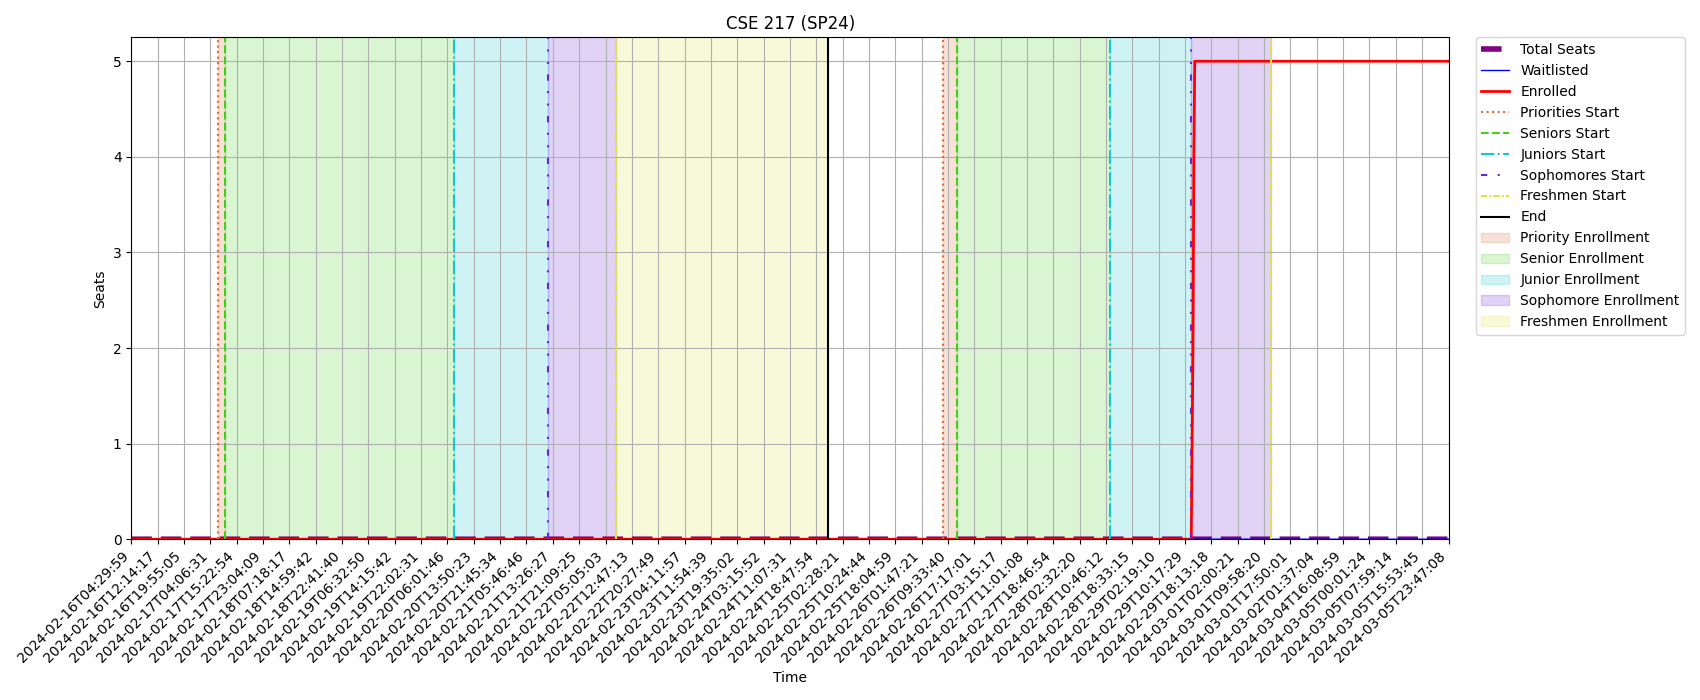 CSE 217 (SP24)
Seats
5
4
3
2
1
0
2024-02-16T04:29:59
2024-02-16T12:14:17
2024-02-16T19:55:05
2024-02-17T04:06:31
2024-02-17T15:22:54
2024-02-17T23:04:09
2024-02-18T07:18:17
2024-02-18T14:59:42
2024-02-18T22:41:40
2024-02-19T06:32:50
2024-02-19T14:15:42
2024-02-19T22:02:31
2024-02-20T06:01:46
2024-02-20T13:50:23
2024-02-20T21:45:34
2024-02-21T05:46:46
2024-02-21T13:26:27
2024-02-21T21:09:25
2024-02-22T05:05:03
2024-02-22T12:47:13
2024-02-22T20:27:49
2024-02-23T04:11:57
2024-02-23T11:54:39
2024-02-23T19:35:02
2024-02-24T03:15:52
2024-02-24T11:07:31
2024-02-24T18:47:54
2024-02-25T02:28:21
2024-02-25T10:24:44
2024-02-25T18:04:59
2024-02-26T01:47:21
2024-02-26T09:33:40
2024-02-26T17:17:01
2024-02-27T03:15:17
2024-02-27T11:01:08
2024-02-27T18:46:54
2024-02-28T02:32:20
2024-02-28T10:46:12
2024-02-28T18:33:15
2024-02-29T02:19:10
2024-02-29T10:17:29
2024-02-29T18:13:18
2024-03-01T02:00:21
2024-03-01T09:58:20
2024-03-01T17:50:01
2024-03-02T01:37:04
2024-03-04T16:08:59
2024-03-05T00:01:24
2024-03-05T07:59:14
2024-03-05T15:53:45
2024-03-05T23:47:08
Time
Total Seats
Waitlisted
Enrolled
Priorities Start
Seniors Start
Juniors Start
Sophomores Start
Freshmen Start
End
Priority Enrollment
Senior Enrollment
Junior Enrollment
Sophomore Enrollment
Freshmen Enrollment